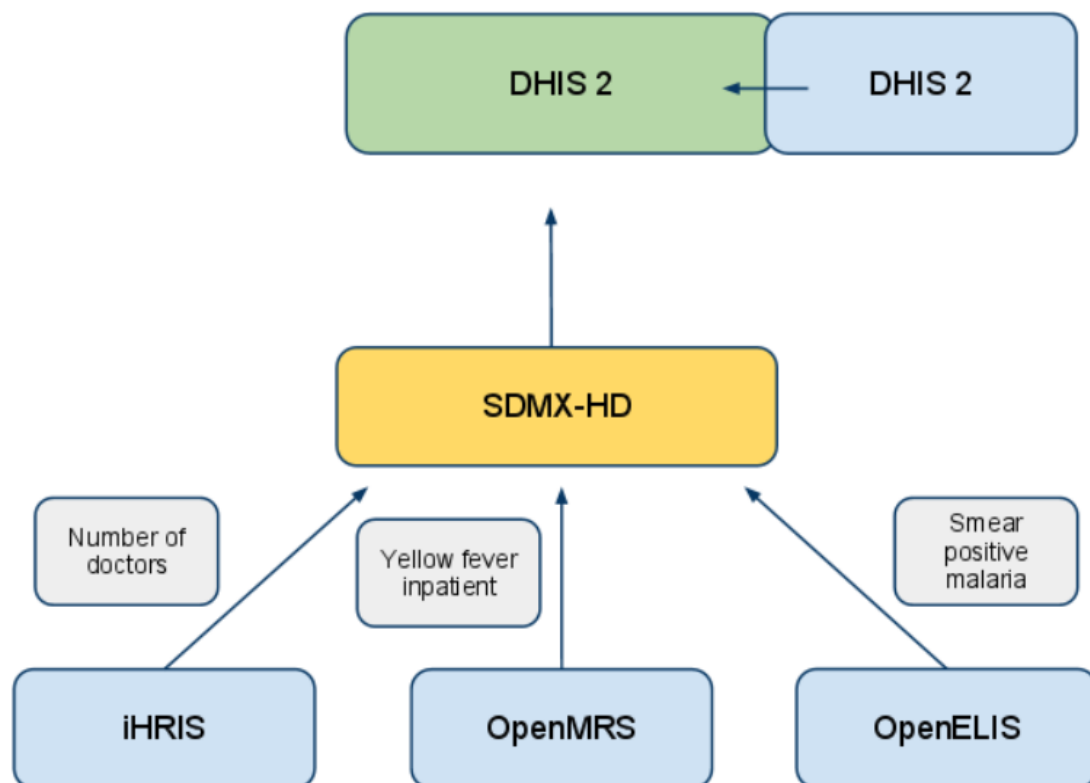 DHIS 2
DHIS 2
SDMX-HD
Number of
doctors
Yellow fever
inpatient
Smear
positive
malaria
iHRIS
OpenMRS
OpenELIS